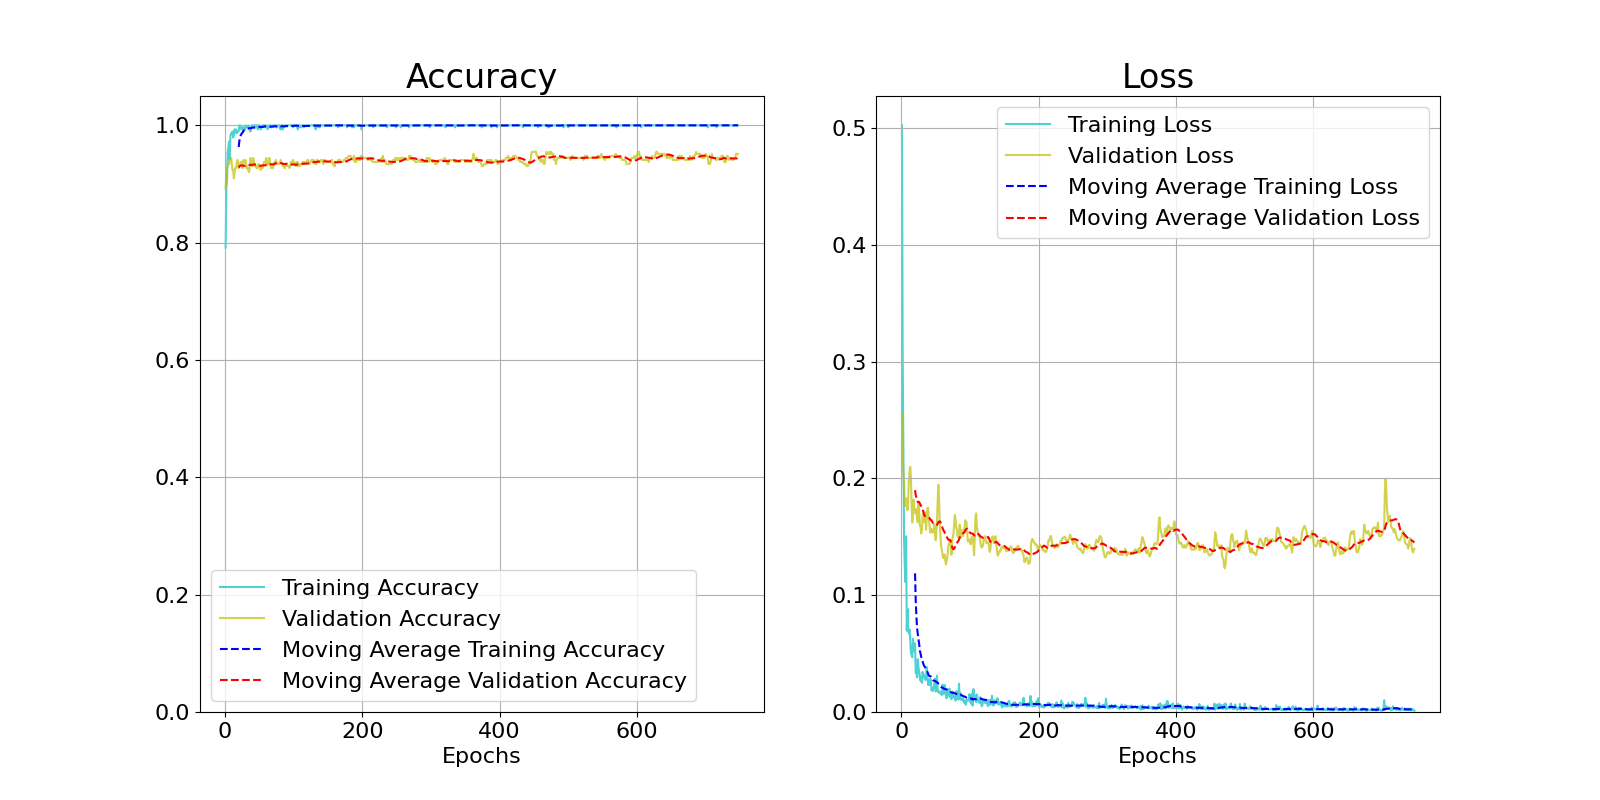 Accuracy
1.0
0.8
0.6
0.4
0.2
0.0
Training Accuracy
Validation Accuracy
Moving Average Training Accuracy
Moving Average Validation Accuracy
0 200 400 600
Epochs
Loss
0.5
0.4
0.3
0.2
0.1
0.0
Training Loss
Validation Loss
Moving Average Training Loss
Moving Average Validation Loss
0 200 400 600
Epochs